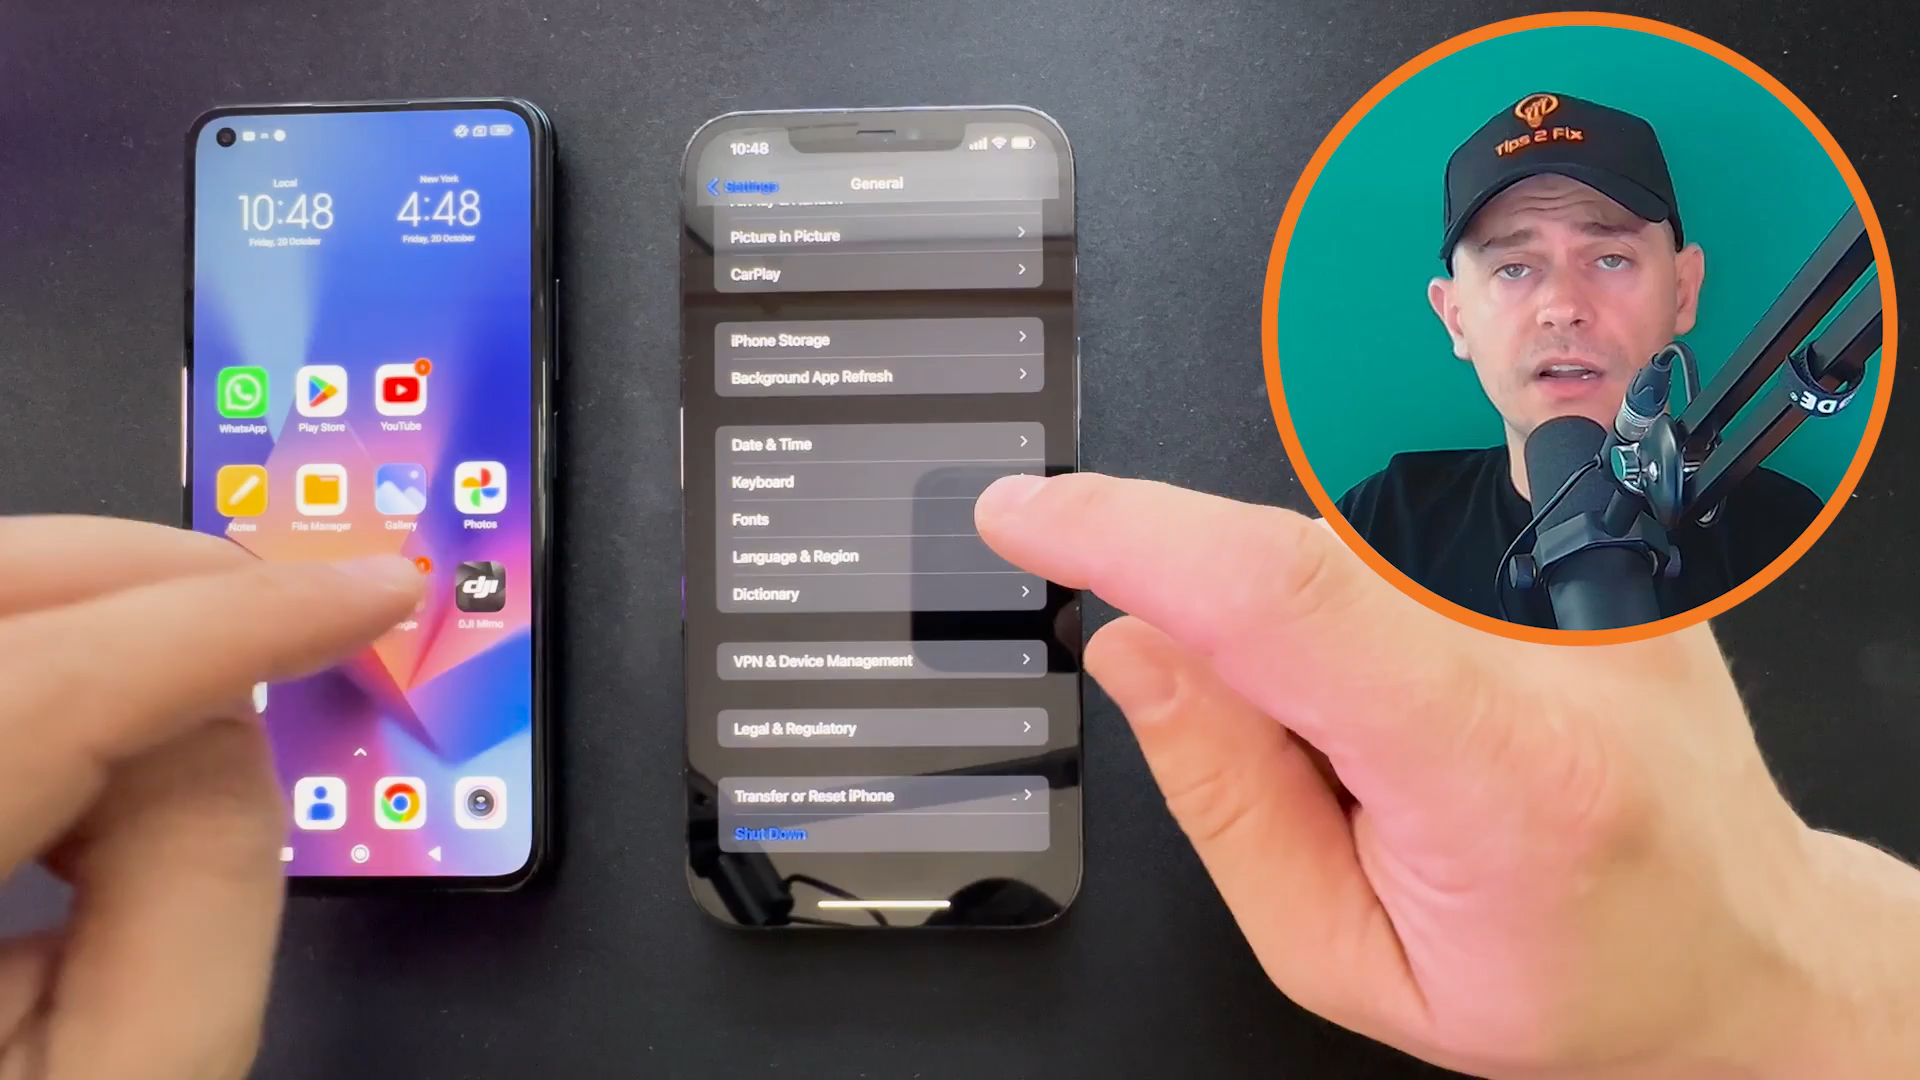 Local
10:48
Friday, 20 October
New York
4:48
Friday, 20 October
WhatsApp
Play Store
YouTube
Notes
File Manager
Gallery
Photos
dji
DJI Mimo
10:48
Settings
General
Picture in Picture
CarPlay
iPhone Storage
Background App Refresh
Date & Time
Keyboard
Fonts
Language & Region
Dictionary
VPN & Device Management
Legal & Regulatory
Transfer or Reset iPhone
Shut Down
Tips 2 Fix